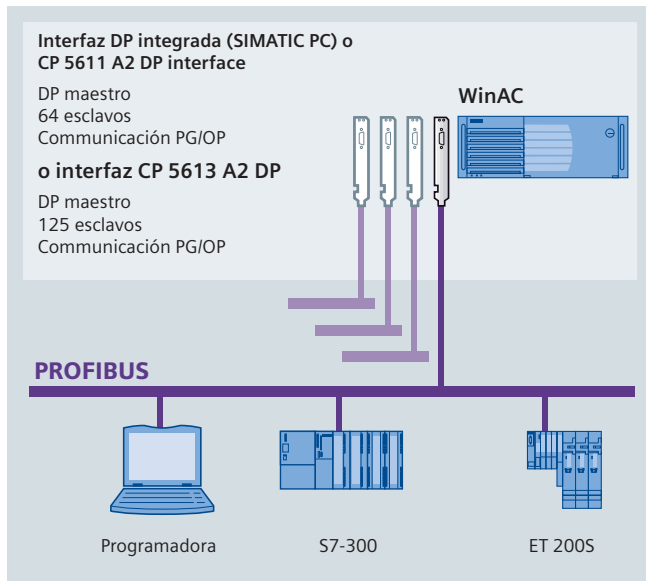 Interfaz DP integrada (SIMATIC PC) o
CP 5611 A2 DP interface
DP maestro
64 esclavos
Communicación PG/OP
o interfaz CP 5613 A2 DP
DP maestro
125 esclavos
Communicación PG/OP
WinAC
PROFIBUS
Programadora
S7-300
ET 200S